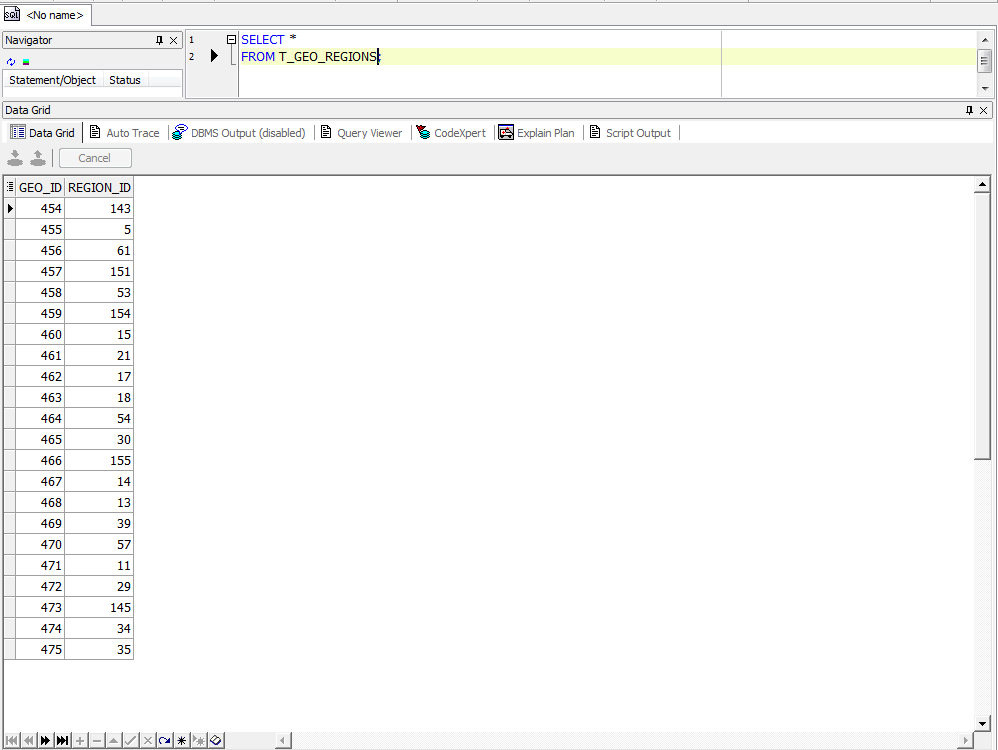 <No name>
Navigator
Statement/Object Status
1 SELECT *
2 FROM T_GEO_REGIONS;
Data Grid
Data Grid Auto Trace DBMS Output (disabled) Query Viewer CodeXpert Explain Plan Script Output
Cancel
GEO_ID REGION_ID
454 143
455 5
456 61
457 151
458 53
459 154
460 15
461 21
462 17
463 18
464 54
465 30
466 155
467 14
468 13
469 39
470 57
471 11
472 29
473 145
474 34
475 35